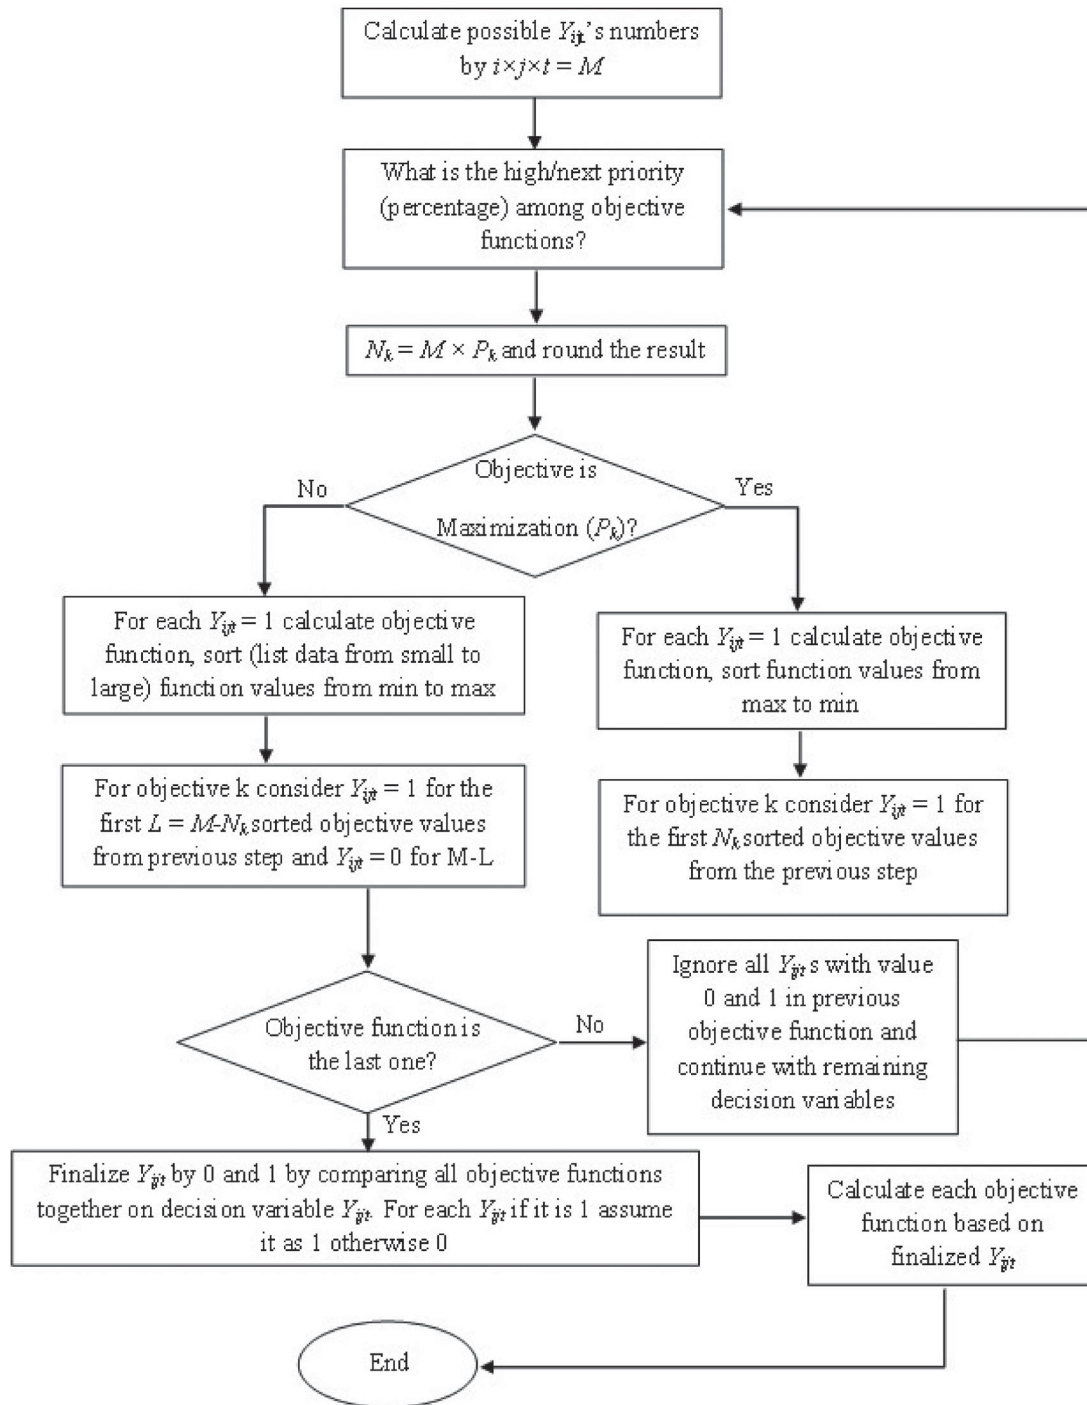 Calculate possible Yijt's numbers
by i×j×t = M
What is the high/next priority
(percentage) among objective
functions?
Nk = M × Pk and round the result
Objective is
Maximization (Pk)?
No
Yes
For each Yijt = 1 calculate objective
function, sort (list data from small to
large) function values from min to max
For each Yijt = 1 calculate objective
function, sort function values from
max to min
For objective k consider Yijt = 1 for the
first L = M-Nk sorted objective values
from previous step and Yijt = 0 for M-L
For objective k consider Yijt = 1 for
the first Nk sorted objective values
from the previous step
Objective function is
the last one?
No
Ignore all Yijt s with value
0 and 1 in previous
objective function and
continue with remaining
decision variables
Yes
Finalize Yijt by 0 and 1 by comparing all objective functions
together on decision variable Yijt. For each Yijt if it is 1 assume
it as 1 otherwise 0
Calculate each objective
function based on
finalized Yijt
End